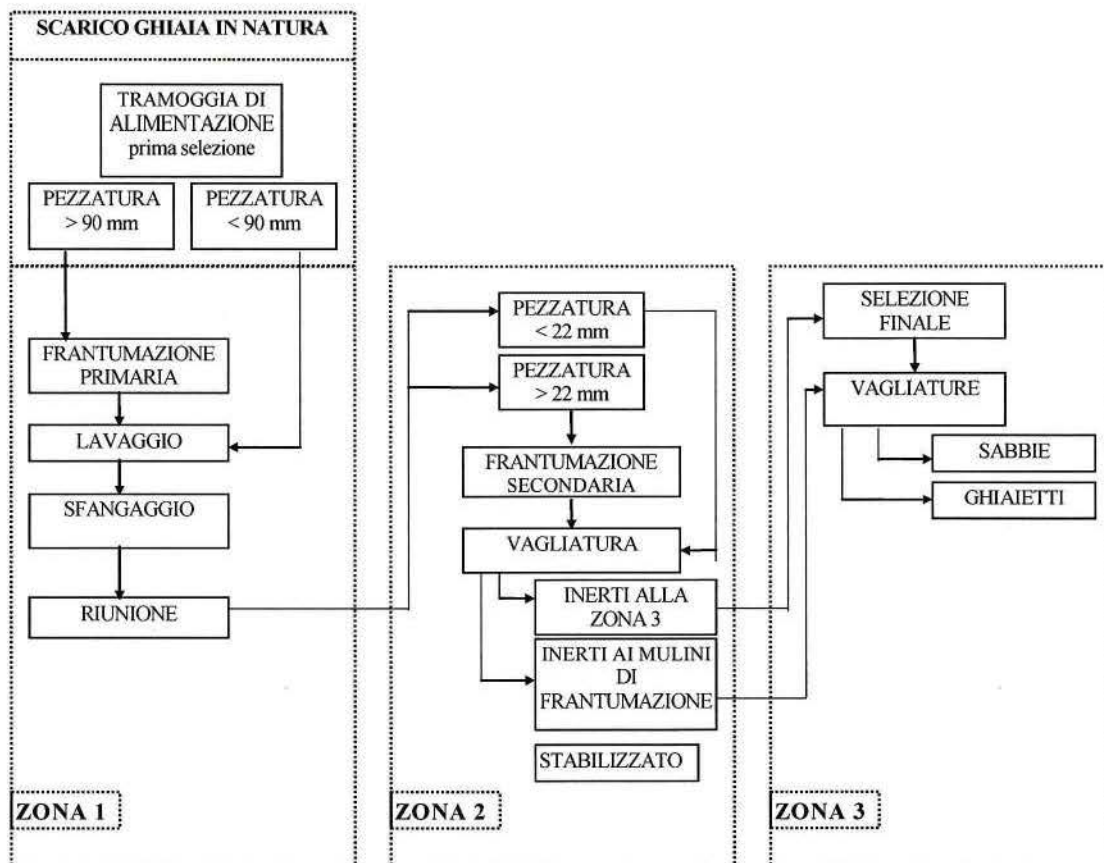 SCARICO GHIAIA IN NATURA
TRAMOGGIA DI
ALIMENTAZIONE
prima selezione
PEZZATURA
> 90 mm
PEZZATURA
< 90 mm
FRANTUMAZIONE
PRIMARIA
LAVAGGIO
SFANGAGGIO
RIUNIONE
ZONA 1
PEZZATURA
< 22 mm
PEZZATURA
> 22 mm
FRANTUMAZIONE
SECONDARIA
VAGLIATURA
INERTI ALLA
ZONA 3
INERTI AI MULINI
DI
FRANTUMAZIONE
STABILIZZATO
ZONA 2
SELEZIONE
FINALE
VAGLIATURE
SABBIE
GHIAIETTI
ZONA 3